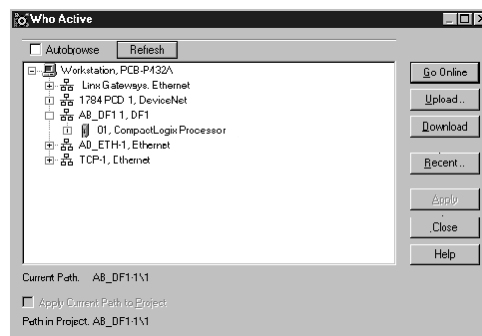 Who Active
Autobrowse Refresh
Workstation, PCB-P432A
Linx Gateways, Ethernet
1784 PCD 1, DeviceNet
AB_DF1 1, DF1
01, CompactLogix Processor
AB_ETH-1, Ethernet
TCP-1, Ethernet
Go Online
Upload..
Download
Recent..
Apply
Close
Help
Current Path. AB_DF1-1\1
Apply Current Path to Project
Path in Project. AB_DF1-1\1